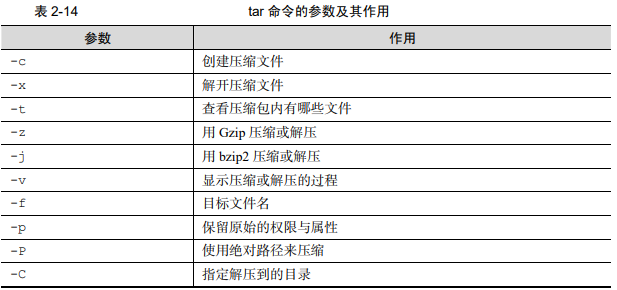 表 2-14 tar 命令的参数及其作用
参数 作用
-c 创建压缩文件
-x 解开压缩文件
-t 查看压缩包内有哪些文件
-z 用 Gzip 压缩或解压
-j 用 bzip2 压缩或解压
-v 显示压缩或解压的过程
-f 目标文件名
-p 保留原始的权限与属性
-P 使用绝对路径来压缩
-C 指定解压到的目录